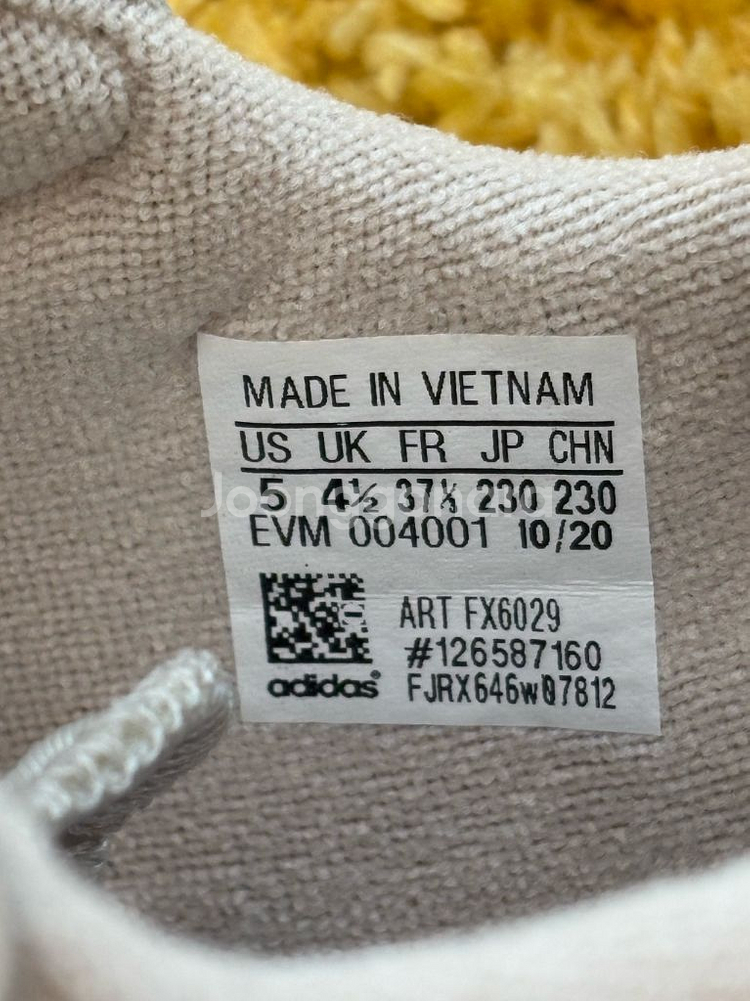 MADE IN VIETNAM
US UK FR JP CHN
5 4½ 37⅓ 230 230
EVM 004001 10/20
ART FX6029
#126587160
adidas® FJRX646w07812
Joonggonara